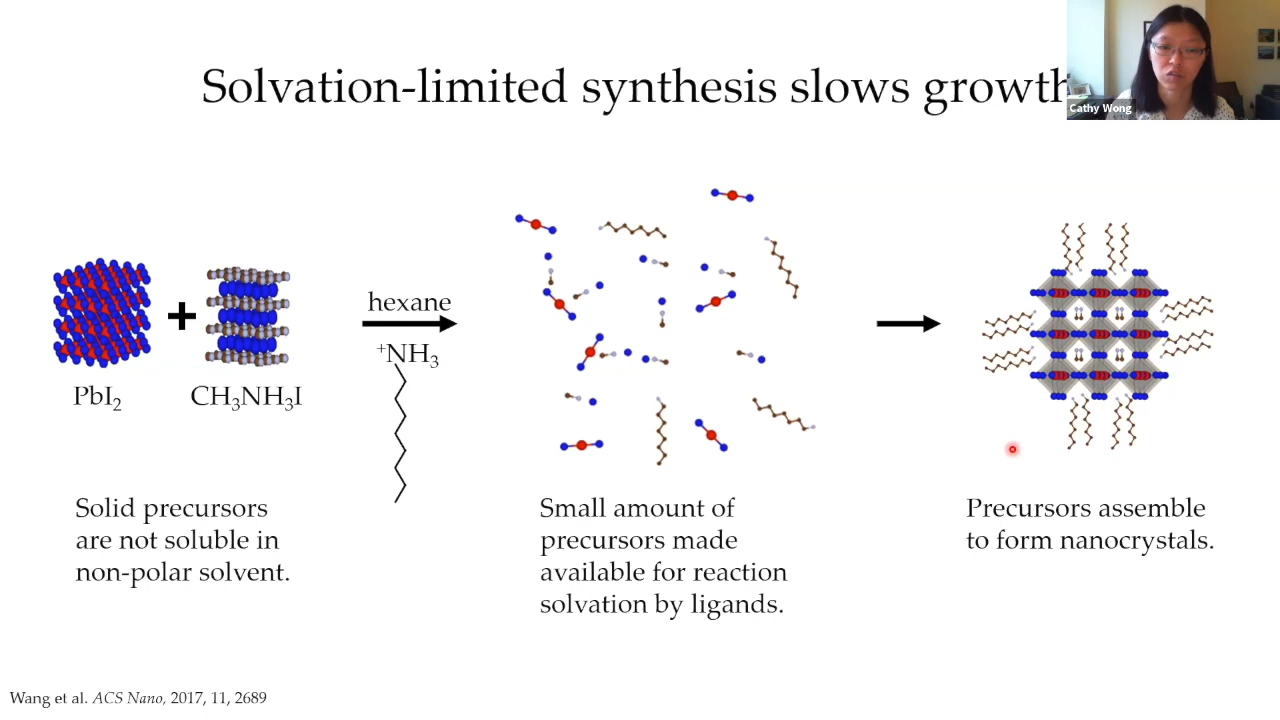 Solvation-limited synthesis slows growth
Cathy Wong
+
hexane
⁺NH₃
PbI₂
CH₃NH₃I
Solid precursors
are not soluble in
non-polar solvent.
Small amount of
precursors made
available for reaction
solvation by ligands.
Precursors assemble
to form nanocrystals.
Wang et al. ACS Nano, 2017, 11, 2689